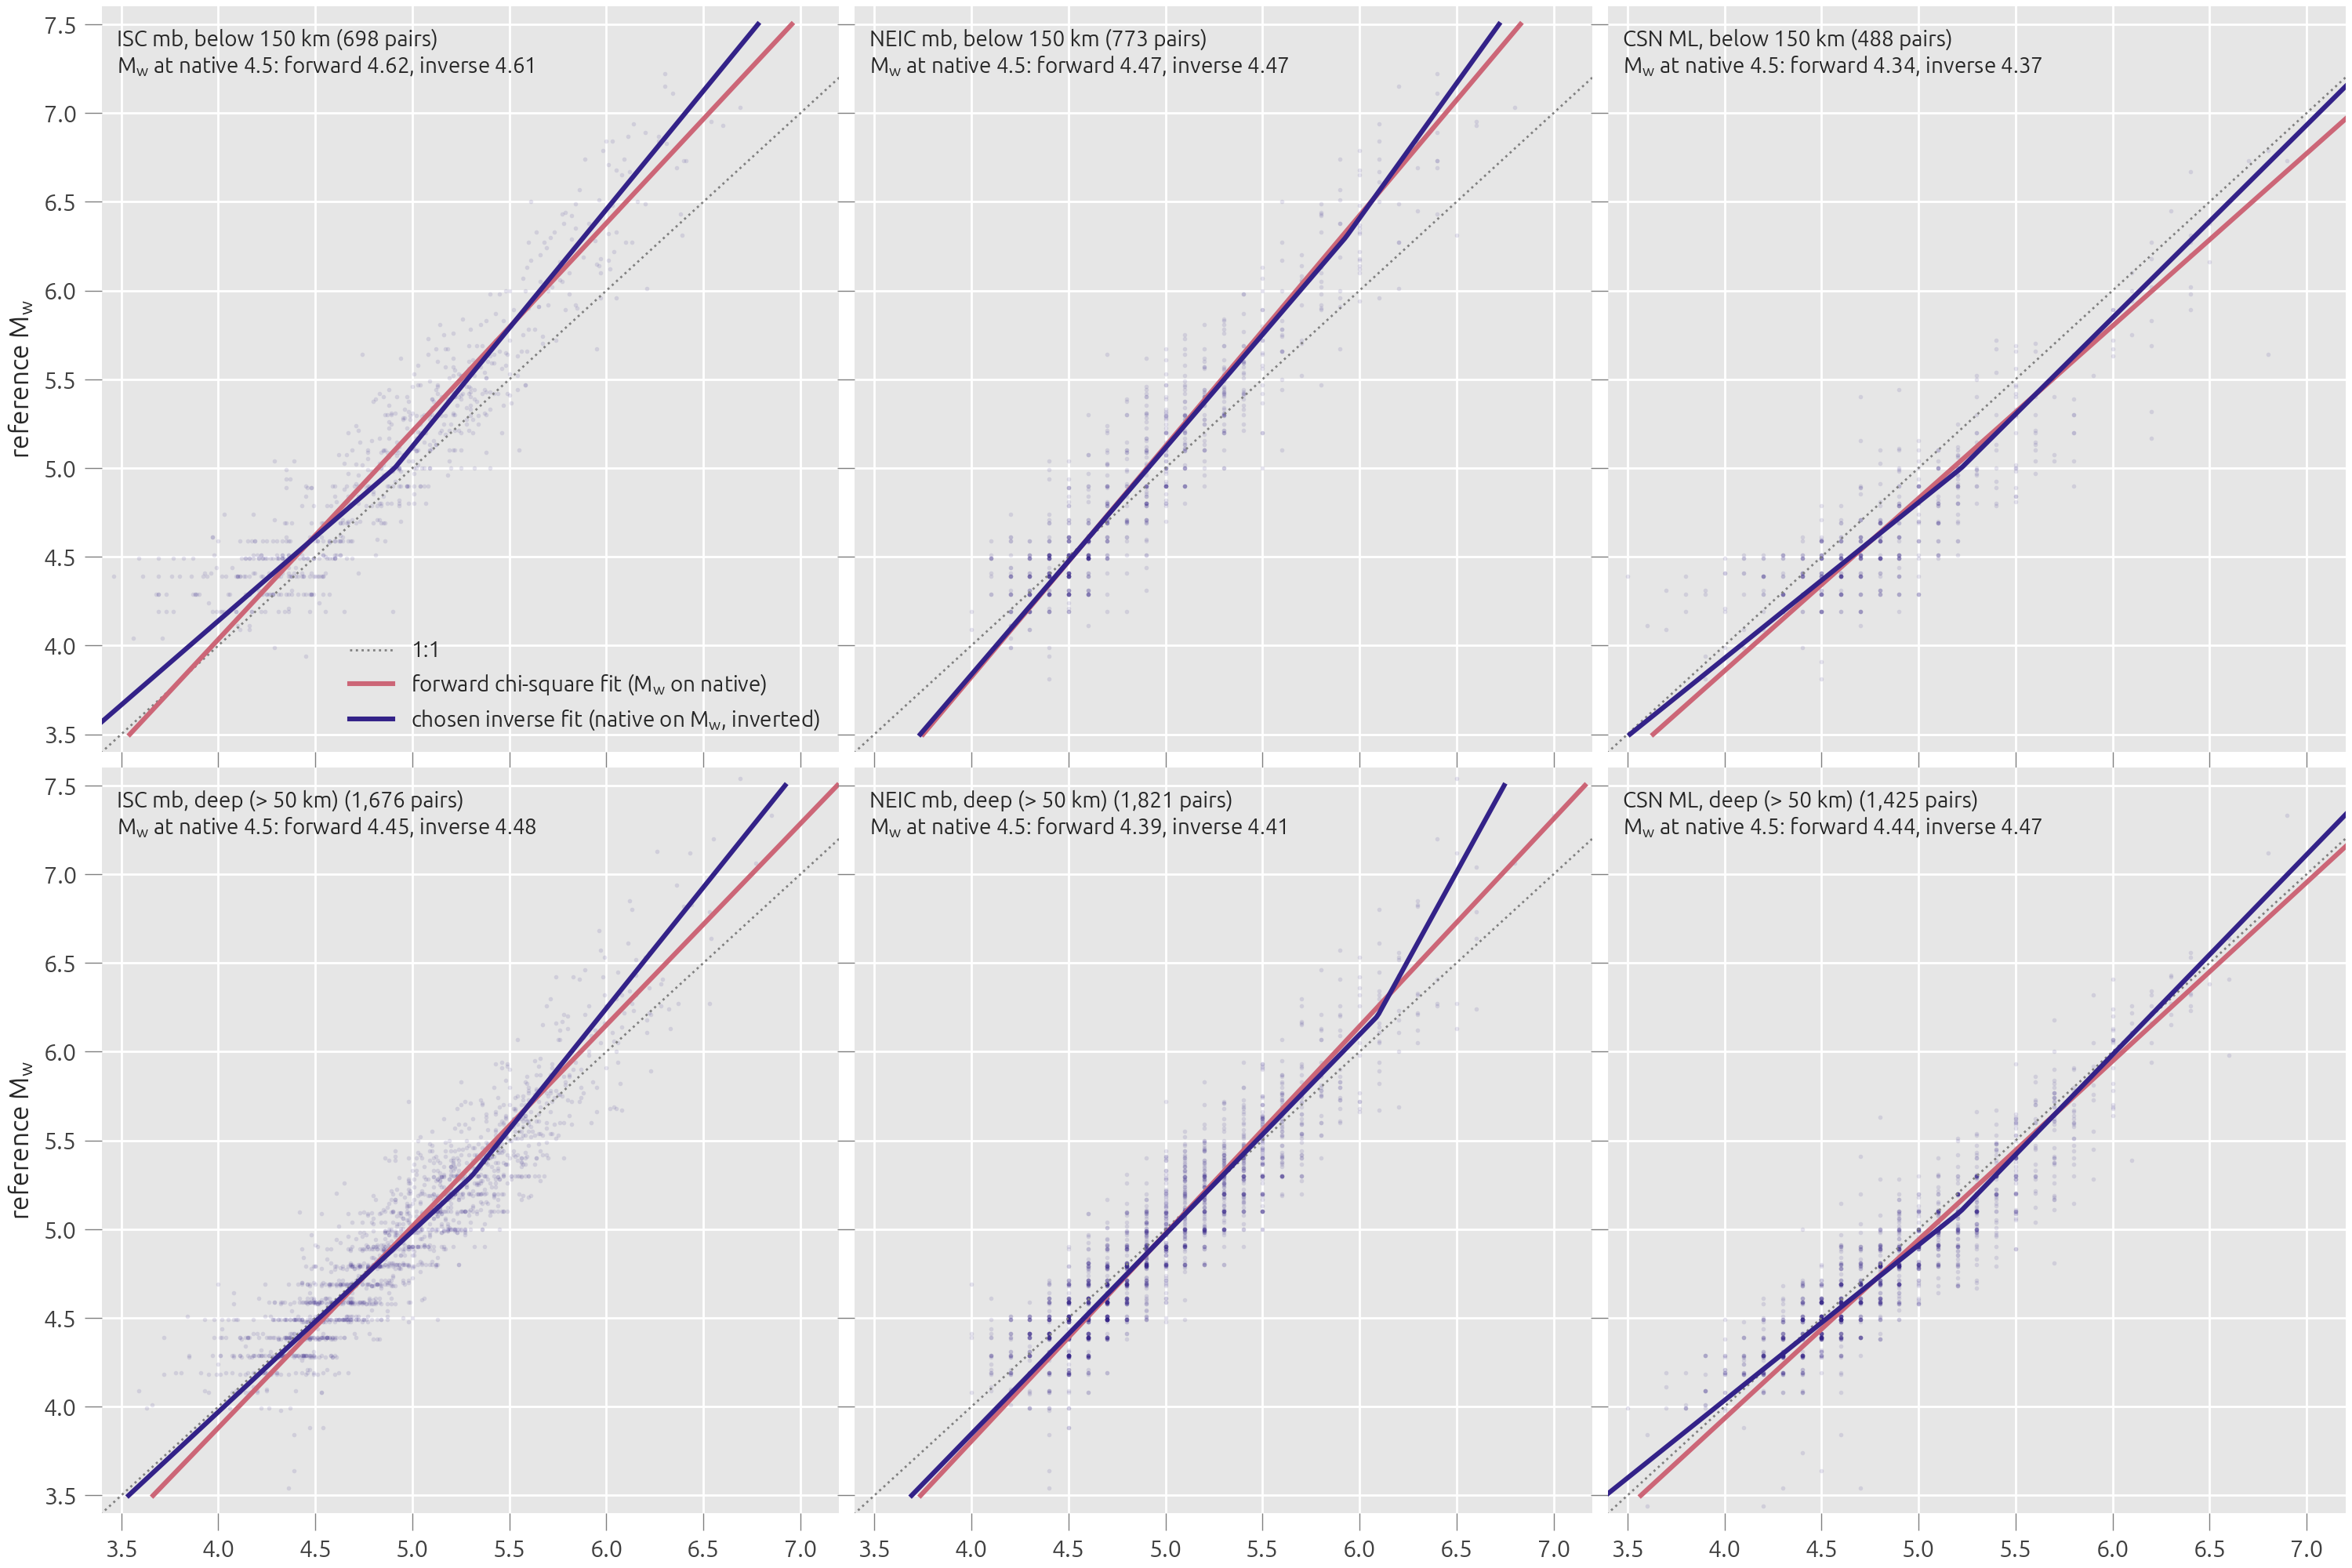 ISC mb, below 150 km (698 pairs)
Mw at native 4.5: forward 4.62, inverse 4.61
NEIC mb, below 150 km (773 pairs)
Mw at native 4.5: forward 4.47, inverse 4.47
CSN ML, below 150 km (488 pairs)
Mw at native 4.5: forward 4.34, inverse 4.37
7.5
7.0
6.5
6.0
5.5
5.0
4.5
4.0
3.5
reference Mw
1:1
forward chi-square fit (Mw on native)
chosen inverse fit (native on Mw, inverted)
ISC mb, deep (> 50 km) (1,676 pairs)
Mw at native 4.5: forward 4.45, inverse 4.48
NEIC mb, deep (> 50 km) (1,821 pairs)
Mw at native 4.5: forward 4.39, inverse 4.41
CSN ML, deep (> 50 km) (1,425 pairs)
Mw at native 4.5: forward 4.44, inverse 4.47
7.5
7.0
6.5
6.0
5.5
5.0
4.5
4.0
3.5
reference Mw
3.5 4.0 4.5 5.0 5.5 6.0 6.5 7.0
3.5 4.0 4.5 5.0 5.5 6.0 6.5 7.0
3.5 4.0 4.5 5.0 5.5 6.0 6.5 7.0